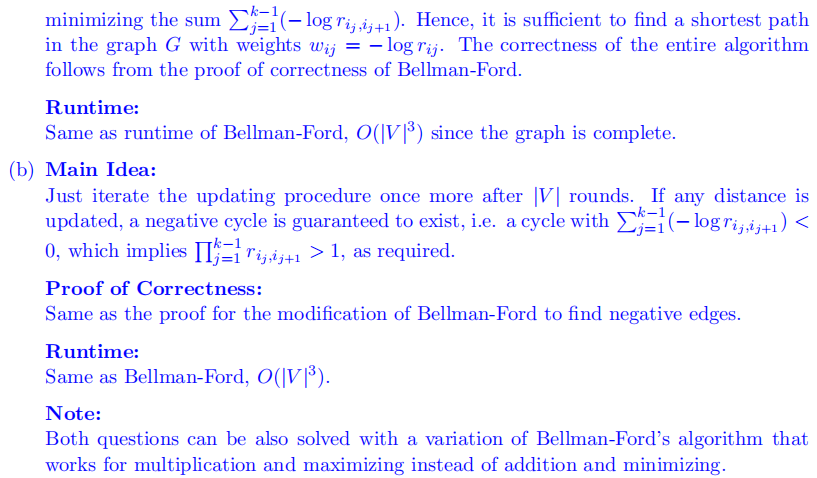 minimizing the sum ∑_{j=1}^{k−1}(− log r_{i_j,i_{j+1}}). Hence, it is sufficient to find a shortest path
in the graph G with weights w_{ij} = − log r_{ij}. The correctness of the entire algorithm
follows from the proof of correctness of Bellman-Ford.
Runtime:
Same as runtime of Bellman-Ford, O(|V|³) since the graph is complete.
(b) Main Idea:
Just iterate the updating procedure once more after |V| rounds. If any distance is
updated, a negative cycle is guaranteed to exist, i.e. a cycle with ∑_{j=1}^{k−1}(− log r_{i_j,i_{j+1}}) <
0, which implies ∏_{j=1}^{k−1} r_{i_j,i_{j+1}} > 1, as required.
Proof of Correctness:
Same as the proof for the modification of Bellman-Ford to find negative edges.
Runtime:
Same as Bellman-Ford, O(|V|³).
Note:
Both questions can be also solved with a variation of Bellman-Ford's algorithm that
works for multiplication and maximizing instead of addition and minimizing.